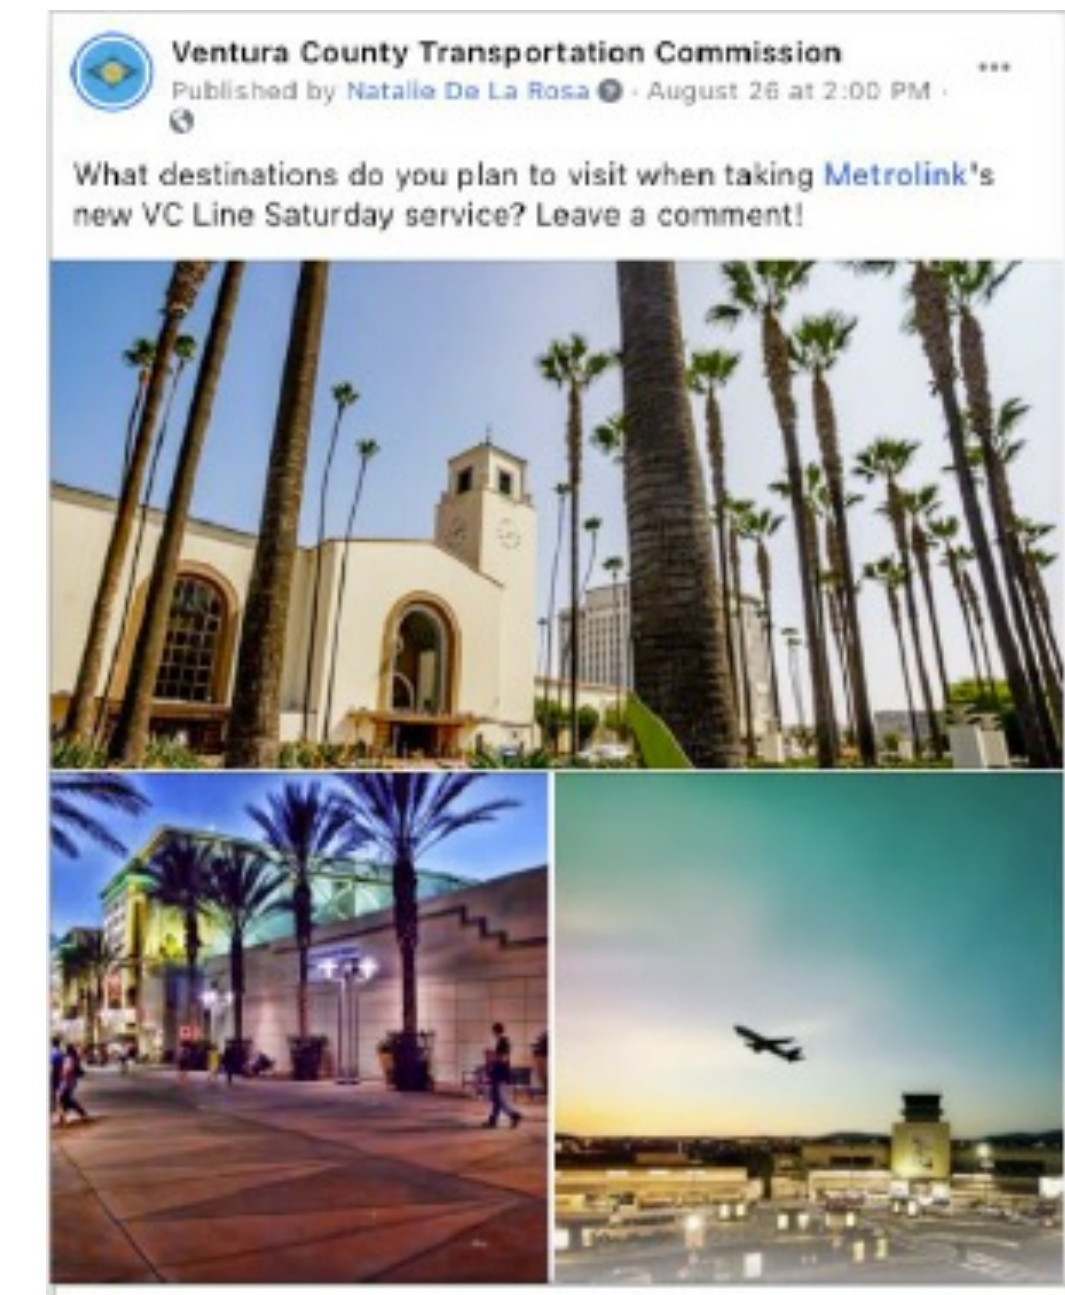 Ventura County Transportation Commission
Published by Natalie De La Rosa · August 26 at 2:00 PM ·
What destinations do you plan to visit when taking Metrolink's
new VC Line Saturday service? Leave a comment!